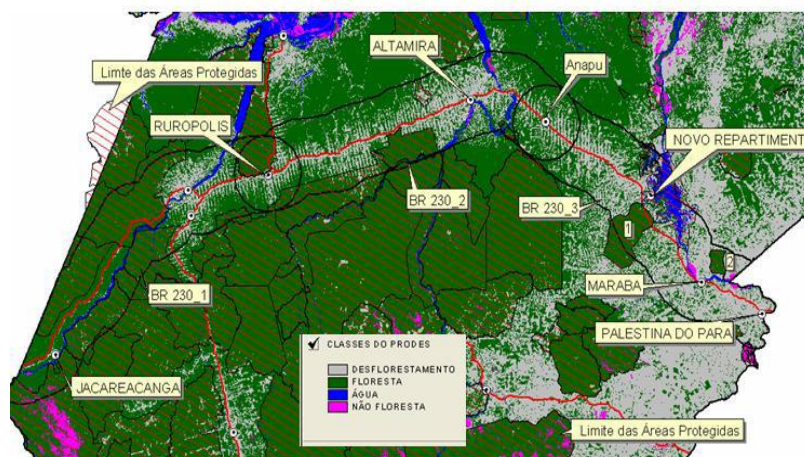 ALTAMIRA
Anapu
Limte das Áreas Protegidas
RUROPOLIS
NOVO REPARTIMENT
BR 230_2
BR 230_3
1
2
BR 230_1
MARABA
PALESTINA DO PARA
JACAREACANGA
CLASSES DO PRODES
DESFLORESTAMENTO
FLORESTA
ÁGUA
NÃO FLORESTA
Limite das Áreas Protegidas